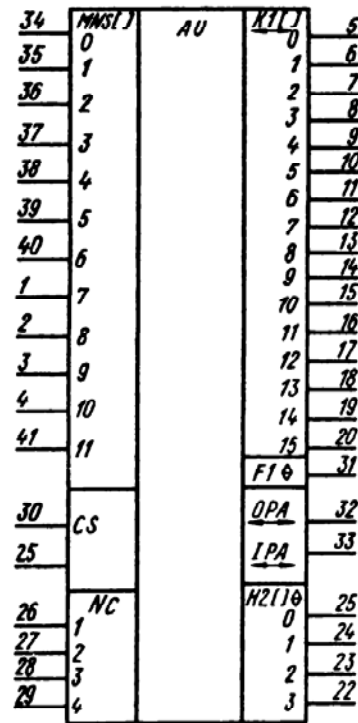 34 MNS[] AU K1[] 5
0 0
35 1 1 6
36 2 2 7
37 3 3 8
38 4 4 9
39 5 5 10
40 6 6 11
1 7 7 12
2 8 8 13
3 9 9 14
4 10 10 15
41 11 11 16
12 17
13 18
14 19
15 20
F1 ⊖ 31
30 CS OPA 32
25 IPA 33
NC K2[]⊖ 25
26 1 0
27 2 1 24
28 3 2 23
29 4 3 22